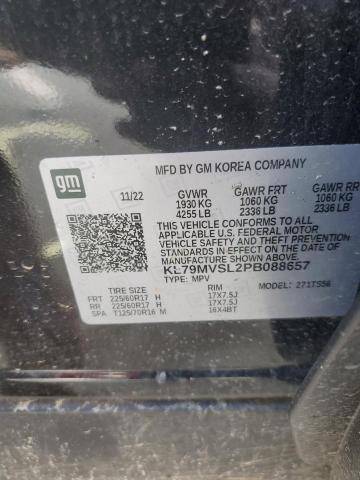 gm
MFD BY GM KOREA COMPANY
11/22 GVWR GAWR FRT GAWR RR
1930 KG 1060 KG 1060 KG
4255 LB 2336 LB 2336 LB
THIS VEHICLE CONFORMS TO ALL
APPLICABLE U.S. FEDERAL MOTOR
VEHICLE SAFETY AND THEFT
PREVENTION STANDARDS IN EFFECT
ON THE DATE OF MANUFACTURE
SHOWN ABOVE.
KL79MVSL2PB088657
TYPE: MPV MODEL: 271TS56
TIRE SIZE RIM
FRT 225/60R17 H 17X7.5J
RR 225/60R17 H 17X7.5J
SPA T125/70R16 M 16X4BT